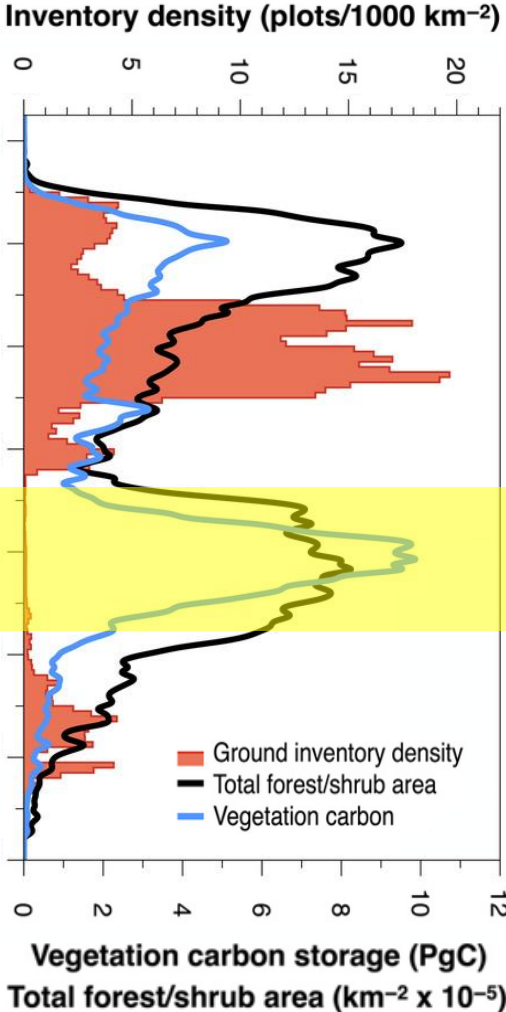 Inventory density (plots/1000 km–2)
0 5 10 15 20
Ground inventory density
Total forest/shrub area
Vegetation carbon
0 2 4 6 8 10 12
Vegetation carbon storage (PgC)
Total forest/shrub area (km–2 x 10–5)